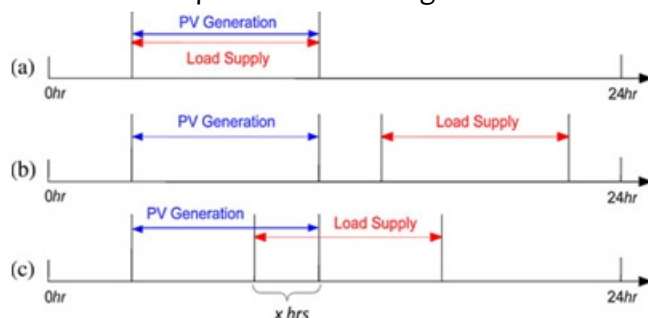 PV Generation
Load Supply
(a)
0hr
24hr
PV Generation
Load Supply
(b)
0hr
24hr
PV Generation
Load Supply
(c)
0hr
24hr
x hrs